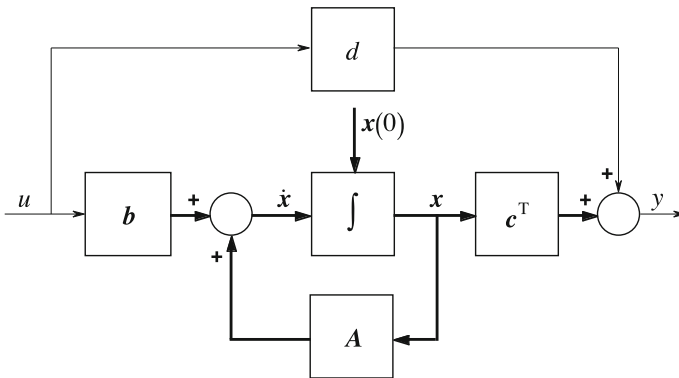 d
x(0)
u
b
+
ẋ
∫
x
cᵀ
+
+
y
+
A